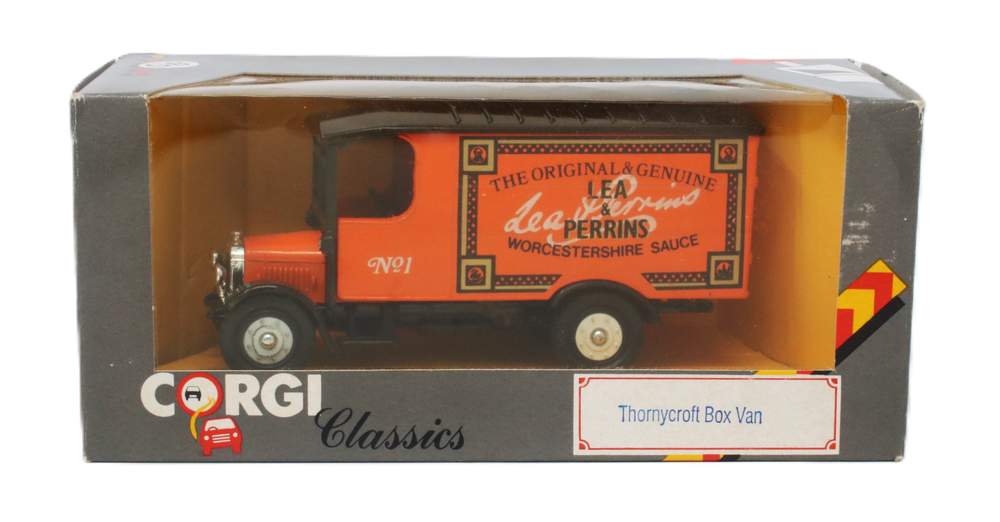 THE ORIGINAL & GENUINE
Lea & Perrins
LEA
&
PERRINS
WORCESTERSHIRE SAUCE
No1
CORGI
Classics
Thornycroft Box Van